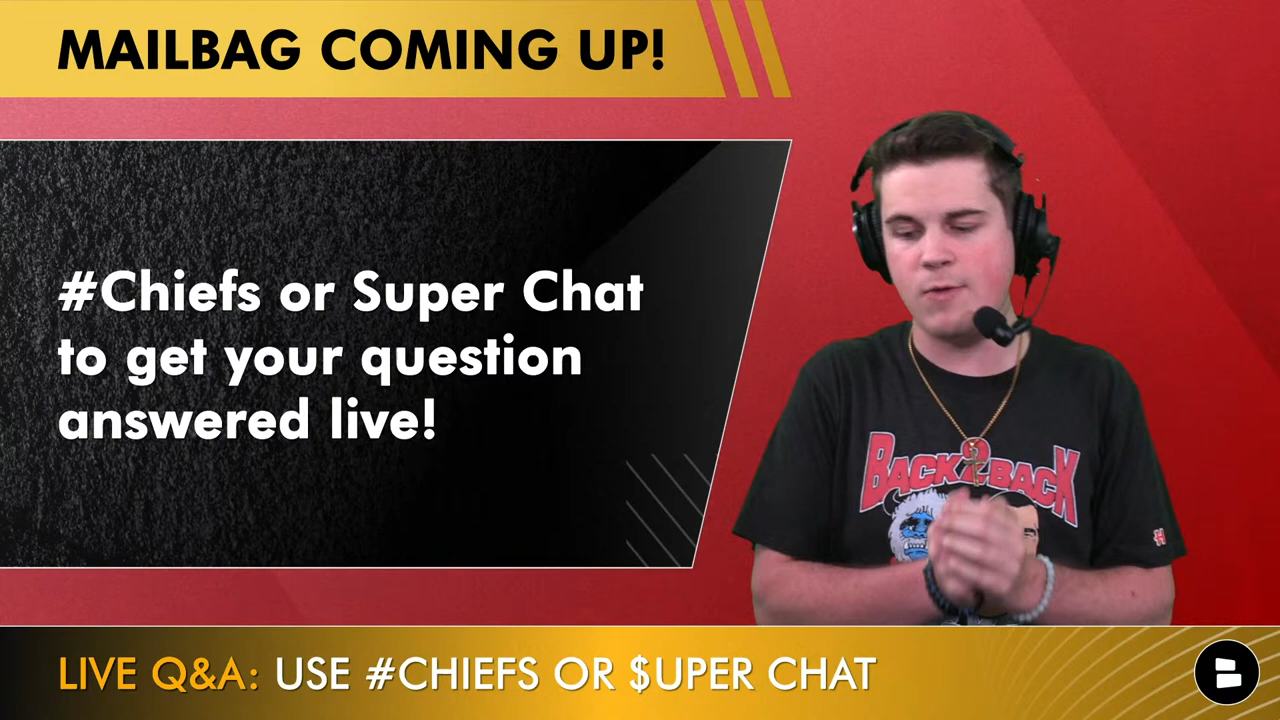 MAILBAG COMING UP!
#Chiefs or Super Chat
to get your question
answered live!
BACK2BACK
H
LIVE Q&A: USE #CHIEFS OR $UPER CHAT